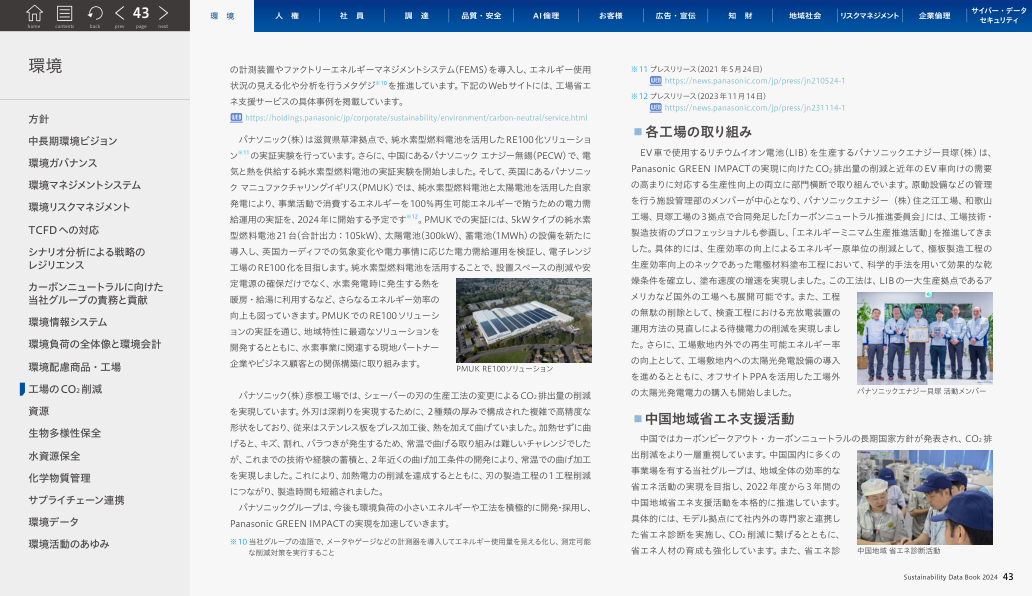 home
contents
back
prev
43
page
next
環 境
人 権
社 員
調 達
品質・安全
AI倫理
お客様
広告・宣伝
知 財
地域社会
リスクマネジメント
企業倫理
サイバー・データ
セキュリティ
環境
方針
中長期環境ビジョン
環境ガバナンス
環境マネジメントシステム
環境リスクマネジメント
TCFDへの対応
シナリオ分析による戦略の
レジリエンス
カーボンニュートラルに向けた
当社グループの責務と貢献
環境情報システム
環境負荷の全体像と環境会計
環境配慮商品・工場
工場のCO₂削減
資源
生物多様性保全
水資源保全
化学物質管理
サプライチェーン連携
環境データ
環境活動のあゆみ
の計測装置やファクトリーエネルギーマネジメントシステム(FEMS)を導入し、エネルギー使用
状況の見える化や分析を行うメタゲジ※10を推進しています。下記のWebサイトには、工場省エ
ネ支援サービスの具体事例を掲載しています。
https://holdings.panasonic/jp/corporate/sustainability/environment/carbon-neutral/service.html
パナソニック(株)は滋賀県草津拠点で、純水素型燃料電池を活用したRE100化ソリューショ
ン※11の実証実験を行っています。さらに、中国にあるパナソニック エナジー無錫(PECW)で、電
気と熱を供給する純水素型燃料電池の実証実験を開始しました。そして、英国にあるパナソニッ
ク マニュファクチャリングイギリス(PMUK)では、純水素型燃料電池と太陽電池を活用した自家
発電により、事業活動で消費するエネルギーを100%再生可能エネルギーで賄うための電力需
給運用の実証を、2024年に開始する予定です※12。PMUKでの実証には、5kWタイプの純水素
型燃料電池21台(合計出力：105kW)、太陽電池(300kW)、蓄電池(1MWh)の設備を新たに
導入し、英国カーディフでの気象変化や電力事情に応じた電力需給運用を検証し、電子レンジ
工場のRE100化を目指します。純水素型燃料電池を活用することで、設置スペースの削減や安
定電源の確保だけでなく、水素発電時に発生する熱を
暖房・給湯に利用するなど、さらなるエネルギー効率の
向上も図っていきます。PMUKでのRE100ソリューシ
ョンの実証を通じ、地域特性に最適なソリューションを
開発するとともに、水素事業に関連する現地パートナー
企業やビジネス顧客との関係構築に取り組みます。
PMUK RE100ソリューション
パナソニック(株)彦根工場では、シェーバーの刃の生産工法の変更によるCO₂排出量の削減
を実現しています。外刃は深剃りを実現するために、2種類の厚みで構成された複雑で高精度な
形状をしており、従来はステンレス板をプレス加工後、熱を加えて曲げていました。加熱せずに曲
げると、キズ、割れ、バラつきが発生するため、常温で曲げる取り組みは難しいチャレンジでした
が、これまでの技術や経験の蓄積と、2年近くの曲げ加工条件の開発により、常温での曲げ加工
を実現しました。これにより、加熱電力の削減を達成するとともに、刃の製造工程の1工程削減
につながり、製造時間も短縮されました。
パナソニックグループは、今後も環境負荷の小さいエネルギーや工法を積極的に開発・採用し、
Panasonic GREEN IMPACTの実現を加速していきます。
※10 当社グループの造語で、メータやゲージなどの計測器を導入してエネルギー使用量を見える化し、測定可能
な削減対策を実行すること
※11 プレスリリース(2021年5月24日)
https://news.panasonic.com/jp/press/jn210524-1
※12 プレスリリース(2023年11月14日)
https://news.panasonic.com/jp/press/jn231114-1
■ 各工場の取り組み
EV車で使用するリチウムイオン電池(LIB)を生産するパナソニックエナジー貝塚(株)は、
Panasonic GREEN IMPACTの実現に向けたCO₂排出量の削減と近年のEV車向けの需要
の高まりに対応する生産性向上の両立に部門横断で取り組んでいます。原動設備などの管理
を行う施設管理部のメンバーが中心となり、パナソニックエナジー(株)住之江工場、和歌山
工場、貝塚工場の3拠点で合同発足した「カーボンニュートラル推進委員会」には、工場技術・
製造技術のプロフェッショナルも参画し、「エネルギーミニマム生産推進活動」を推進してきま
した。具体的には、生産効率の向上によるエネルギー原単位の削減として、極板製造工程の
生産効率向上のネックであった電極材料塗布工程において、科学的手法を用いて効果的な乾
燥条件を確立し、塗布速度の増速を実現しました。この工法は、LIBの一大生産拠点であるア
メリカなど国外の工場へも展開可能です。また、工程
の無駄の削除として、検査工程における充放電装置の
運用方法の見直しによる待機電力の削減を実現しまし
た。さらに、工場敷地内外での再生可能エネルギー率
の向上として、工場敷地内への太陽光発電設備の導入
を進めるとともに、オフサイトPPAを活用した工場外
の太陽光発電電力の購入も開始しました。
パナソニックエナジー貝塚 活動メンバー
■ 中国地域省エネ支援活動
中国ではカーボンピークアウト・カーボンニュートラルの長期国家方針が発表され、CO₂排
出削減をより一層重視しています。中国国内に多くの
事業場を有する当社グループは、地域全体の効率的な
省エネ活動の実現を目指し、2022年度から3年間の
中国地域省エネ支援活動を本格的に推進しています。
具体的には、モデル拠点にて社内外の専門家と連携し
た省エネ診断を実施し、CO₂削減に繋げるとともに、
省エネ人材の育成も強化しています。また、省エネ診
中国地域 省エネ診断活動
Sustainability Data Book 2024 43